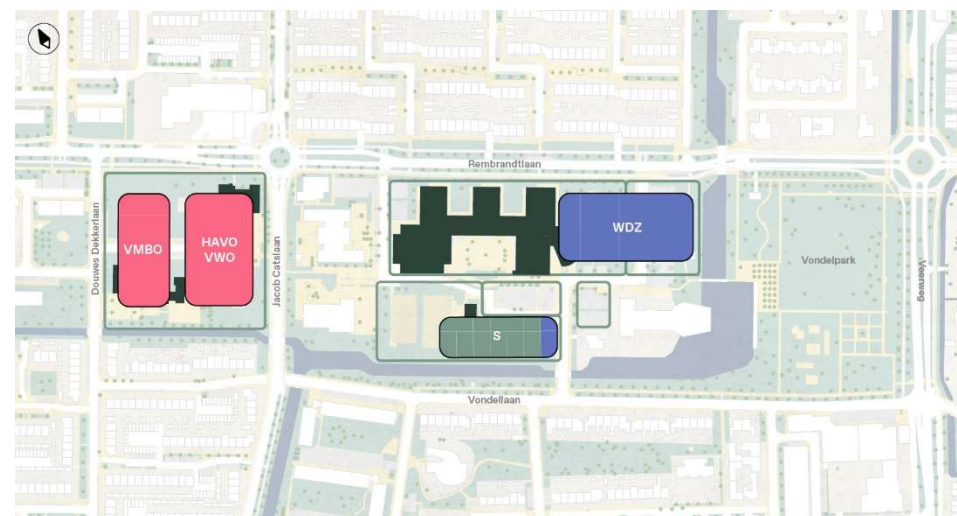 Rembrandtlaan
Douwes Dekkerlaan
VMBO
HAVO
VWO
Jacob Catslaan
WDZ
Vondelpark
Veerweg
S
Vondellaan